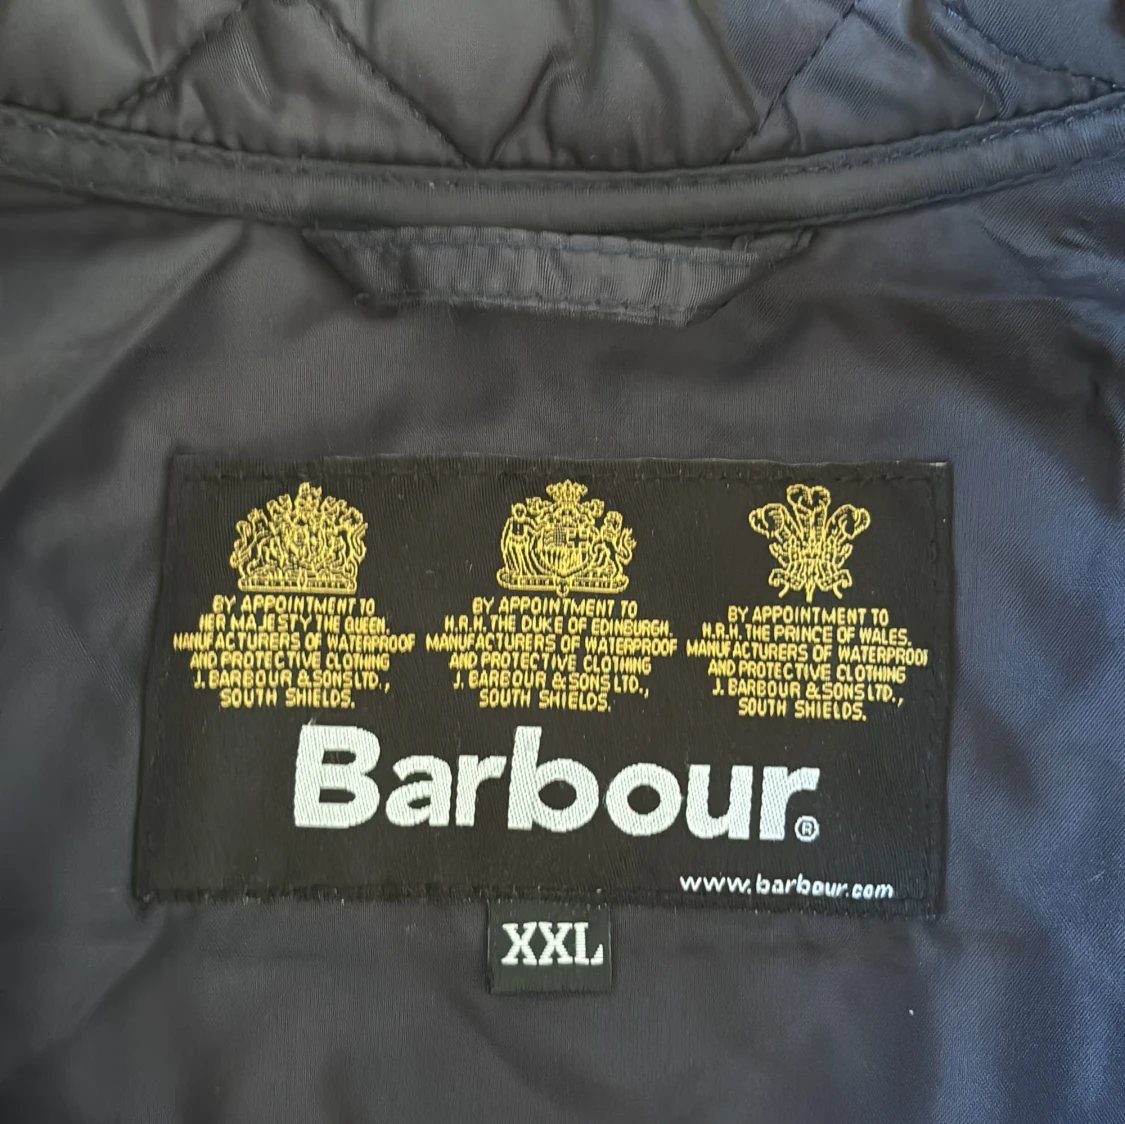 BY APPOINTMENT TO
HER MAJESTY THE QUEEN.
MANUFACTURERS OF WATERPROOF
AND PROTECTIVE CLOTHING
J. BARBOUR & SONS LTD.,
SOUTH SHIELDS.
BY APPOINTMENT TO
H.R.H. THE DUKE OF EDINBURGH.
MANUFACTURERS OF WATERPROOF
AND PROTECTIVE CLOTHING
J. BARBOUR & SONS LTD.,
SOUTH SHIELDS.
BY APPOINTMENT TO
H.R.H. THE PRINCE OF WALES.
MANUFACTURERS OF WATERPROOF
AND PROTECTIVE CLOTHING
J. BARBOUR & SONS LTD.,
SOUTH SHIELDS.
Barbour®
www.barbour.com
XXL